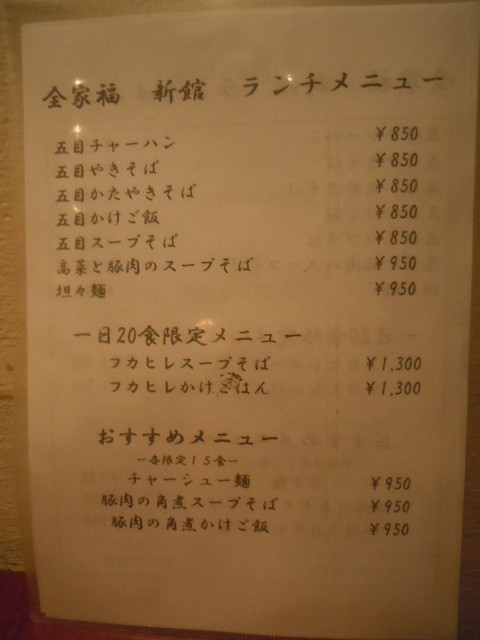 全家福 新館 ランチメニュー
五目チャーハン ¥850
五目やきそば ¥850
五目かたやきそば ¥850
五目かけご飯 ¥850
五目スープそば ¥850
高菜と豚肉のスープそば ¥950
坦々麺 ¥950
一日20食限定メニュー
フカヒレスープそば ¥1,300
フカヒレかけごはん ¥1,300
おすすめメニュー
ー各限定15食ー
チャーシュー麺 ¥950
豚肉の角煮スープそば ¥950
豚肉の角煮かけご飯 ¥950